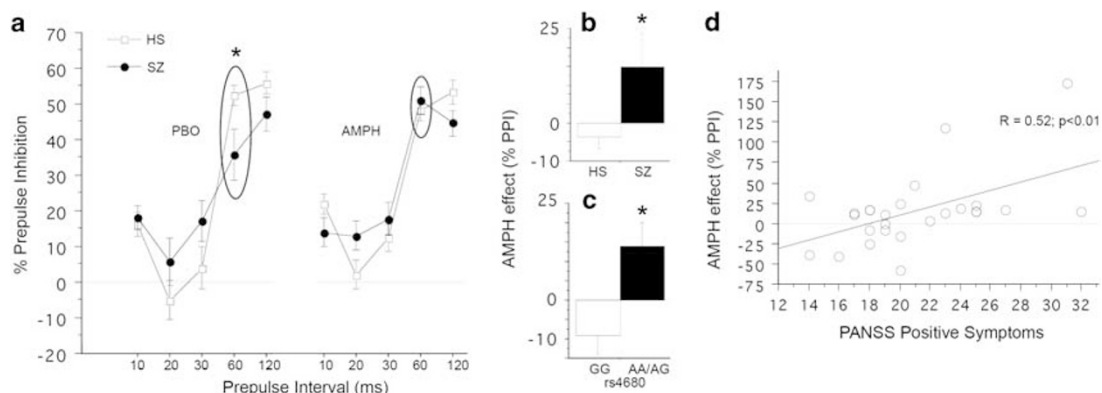 a
70
60
50
40
30
20
10
0
-10
-20
% Prepulse Inhibition
HS
SZ
*
PBO
AMPH
10 20 30 60 120
10 20 30 60 120
Prepulse Interval (ms)
b
25
0
-10
*
HS SZ
c
25
0
-10
*
GG AA/AG
rs4680
AMPH effect (% PPI)
d
175
150
125
100
75
50
25
0
-25
-50
-75
AMPH effect (% PPI)
R = 0.52; p<0.01
12 14 16 18 20 22 24 26 28 30 32
PANSS Positive Symptoms